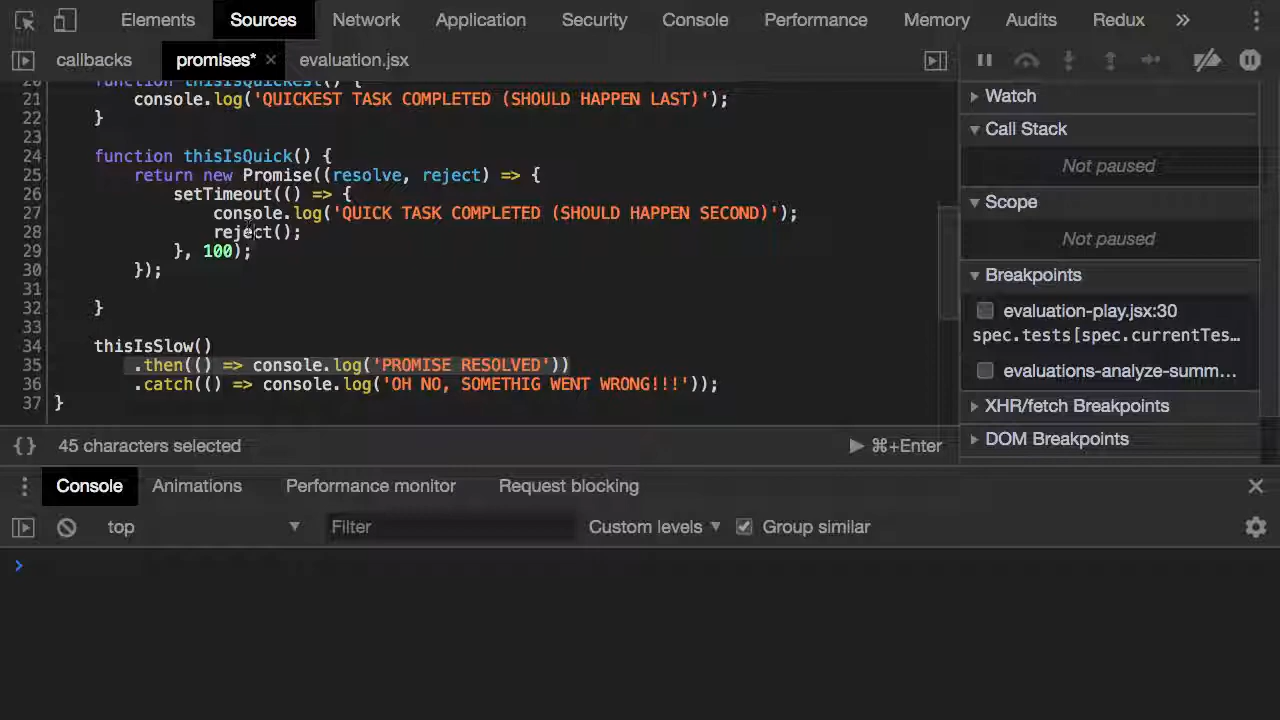 Elements Sources Network Application Security Console Performance Memory Audits Redux »
callbacks promises* × evaluation.jsx
20 function thisIsQuickest() {
21 console.log('QUICKEST TASK COMPLETED (SHOULD HAPPEN LAST)');
22 }
23
24 function thisIsQuick() {
25 return new Promise((resolve, reject) => {
26 setTimeout(() => {
27 console.log('QUICK TASK COMPLETED (SHOULD HAPPEN SECOND)');
28 reject();
29 }, 100);
30 });
31
32 }
33
34 thisIsSlow()
35 .then(() => console.log('PROMISE RESOLVED'))
36 .catch(() => console.log('OH NO, SOMETHIG WENT WRONG!!!'));
37 }
{} 45 characters selected ⌘+Enter
Watch
Call Stack
Not paused
Scope
Not paused
Breakpoints
evaluation-play.jsx:30
spec.tests[spec.currentTes…
evaluations-analyze-summ…
XHR/fetch Breakpoints
DOM Breakpoints
Console Animations Performance monitor Request blocking ×
top Filter Custom levels Group similar